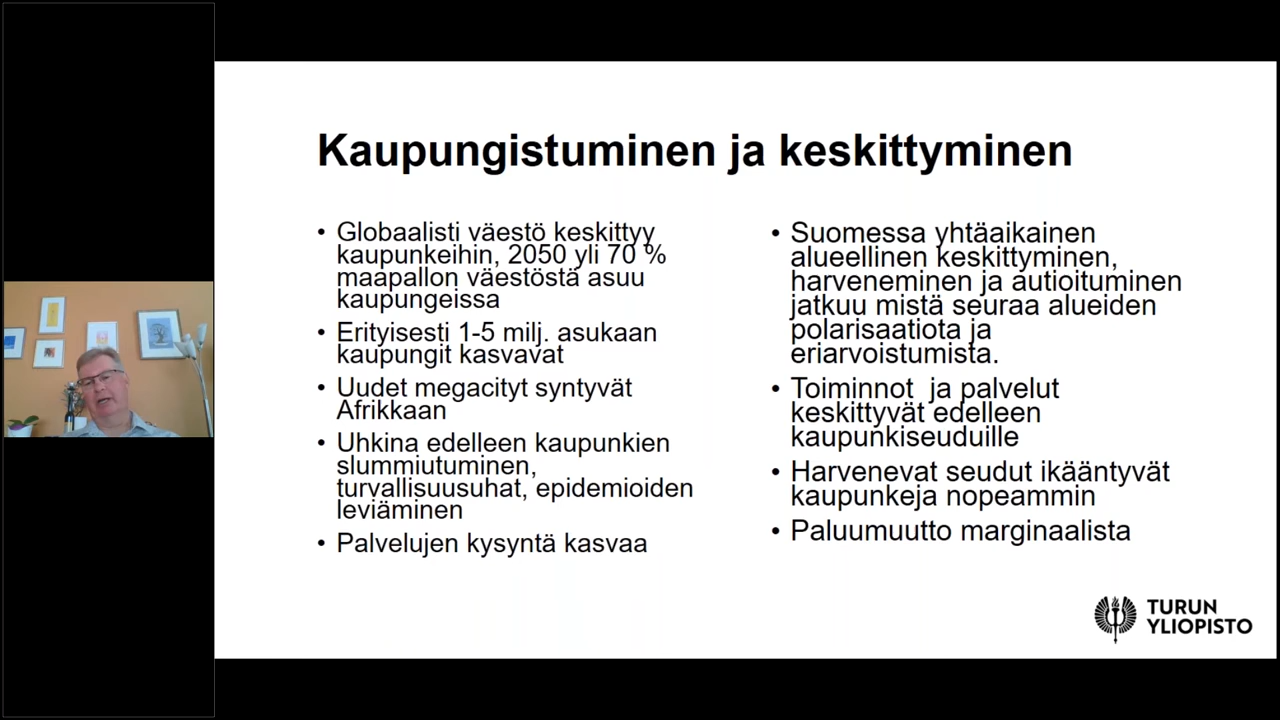 Kaupungistuminen ja keskittyminen
• Globaalisti väestö keskittyy
kaupunkeihin, 2050 yli 70 %
maapallon väestöstä asuu
kaupungeissa
• Erityisesti 1-5 milj. asukaan
kaupungit kasvavat
• Uudet megacityt syntyvät
Afrikkaan
• Uhkina edelleen kaupunkien
slummiutuminen,
turvallisuusuhat, epidemioiden
leviäminen
• Palvelujen kysyntä kasvaa
• Suomessa yhtäaikainen
alueellinen keskittyminen,
harveneminen ja autioituminen
jatkuu mistä seuraa alueiden
polarisaatiota ja
eriarvoistumista.
• Toiminnot  ja palvelut
keskittyvät edelleen
kaupunkiseuduille
• Harvenevat seudut ikääntyvät
kaupunkeja nopeammin
• Paluumuutto marginaalista
TURUN
YLIOPISTO